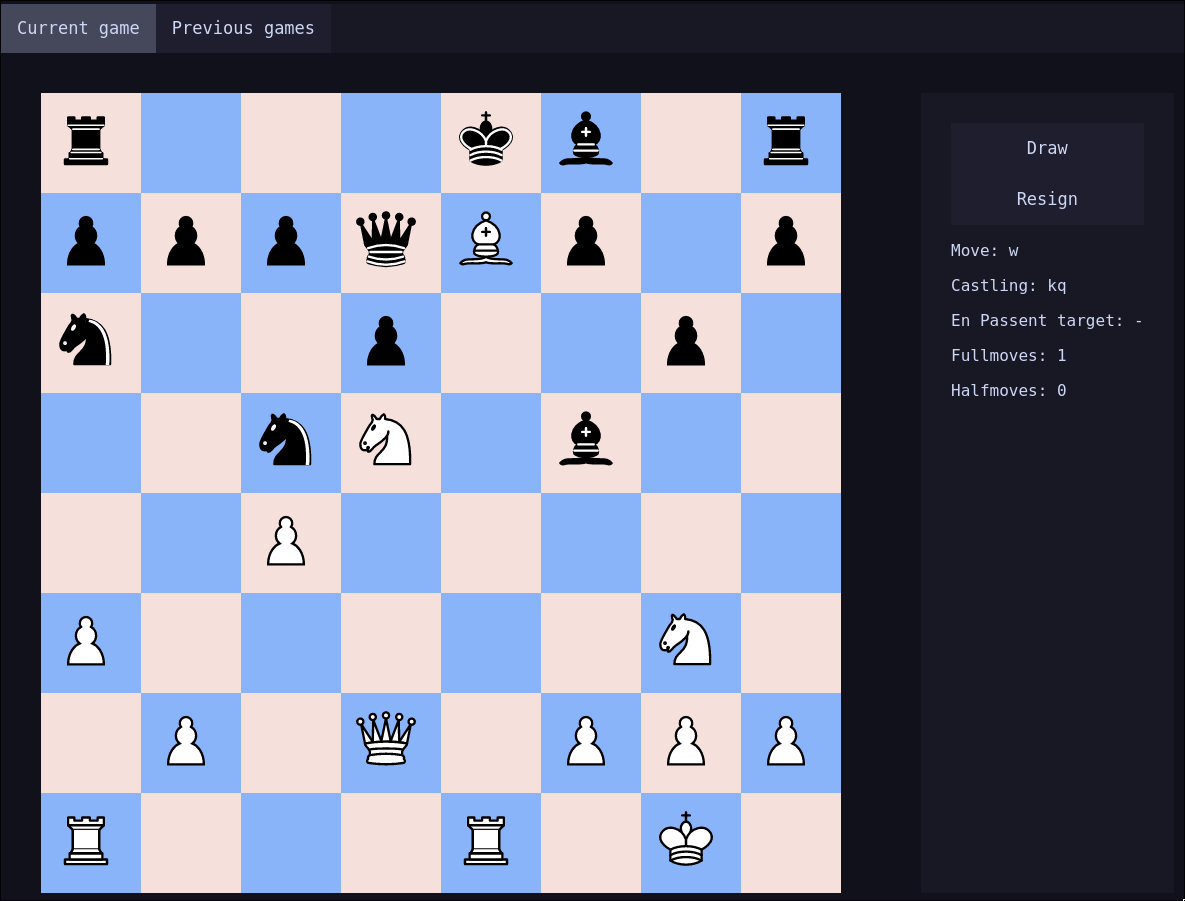 Current game Previous games
Draw
Resign
Move: w
Castling: kq
En Passent target: -
Fullmoves: 1
Halfmoves: 0